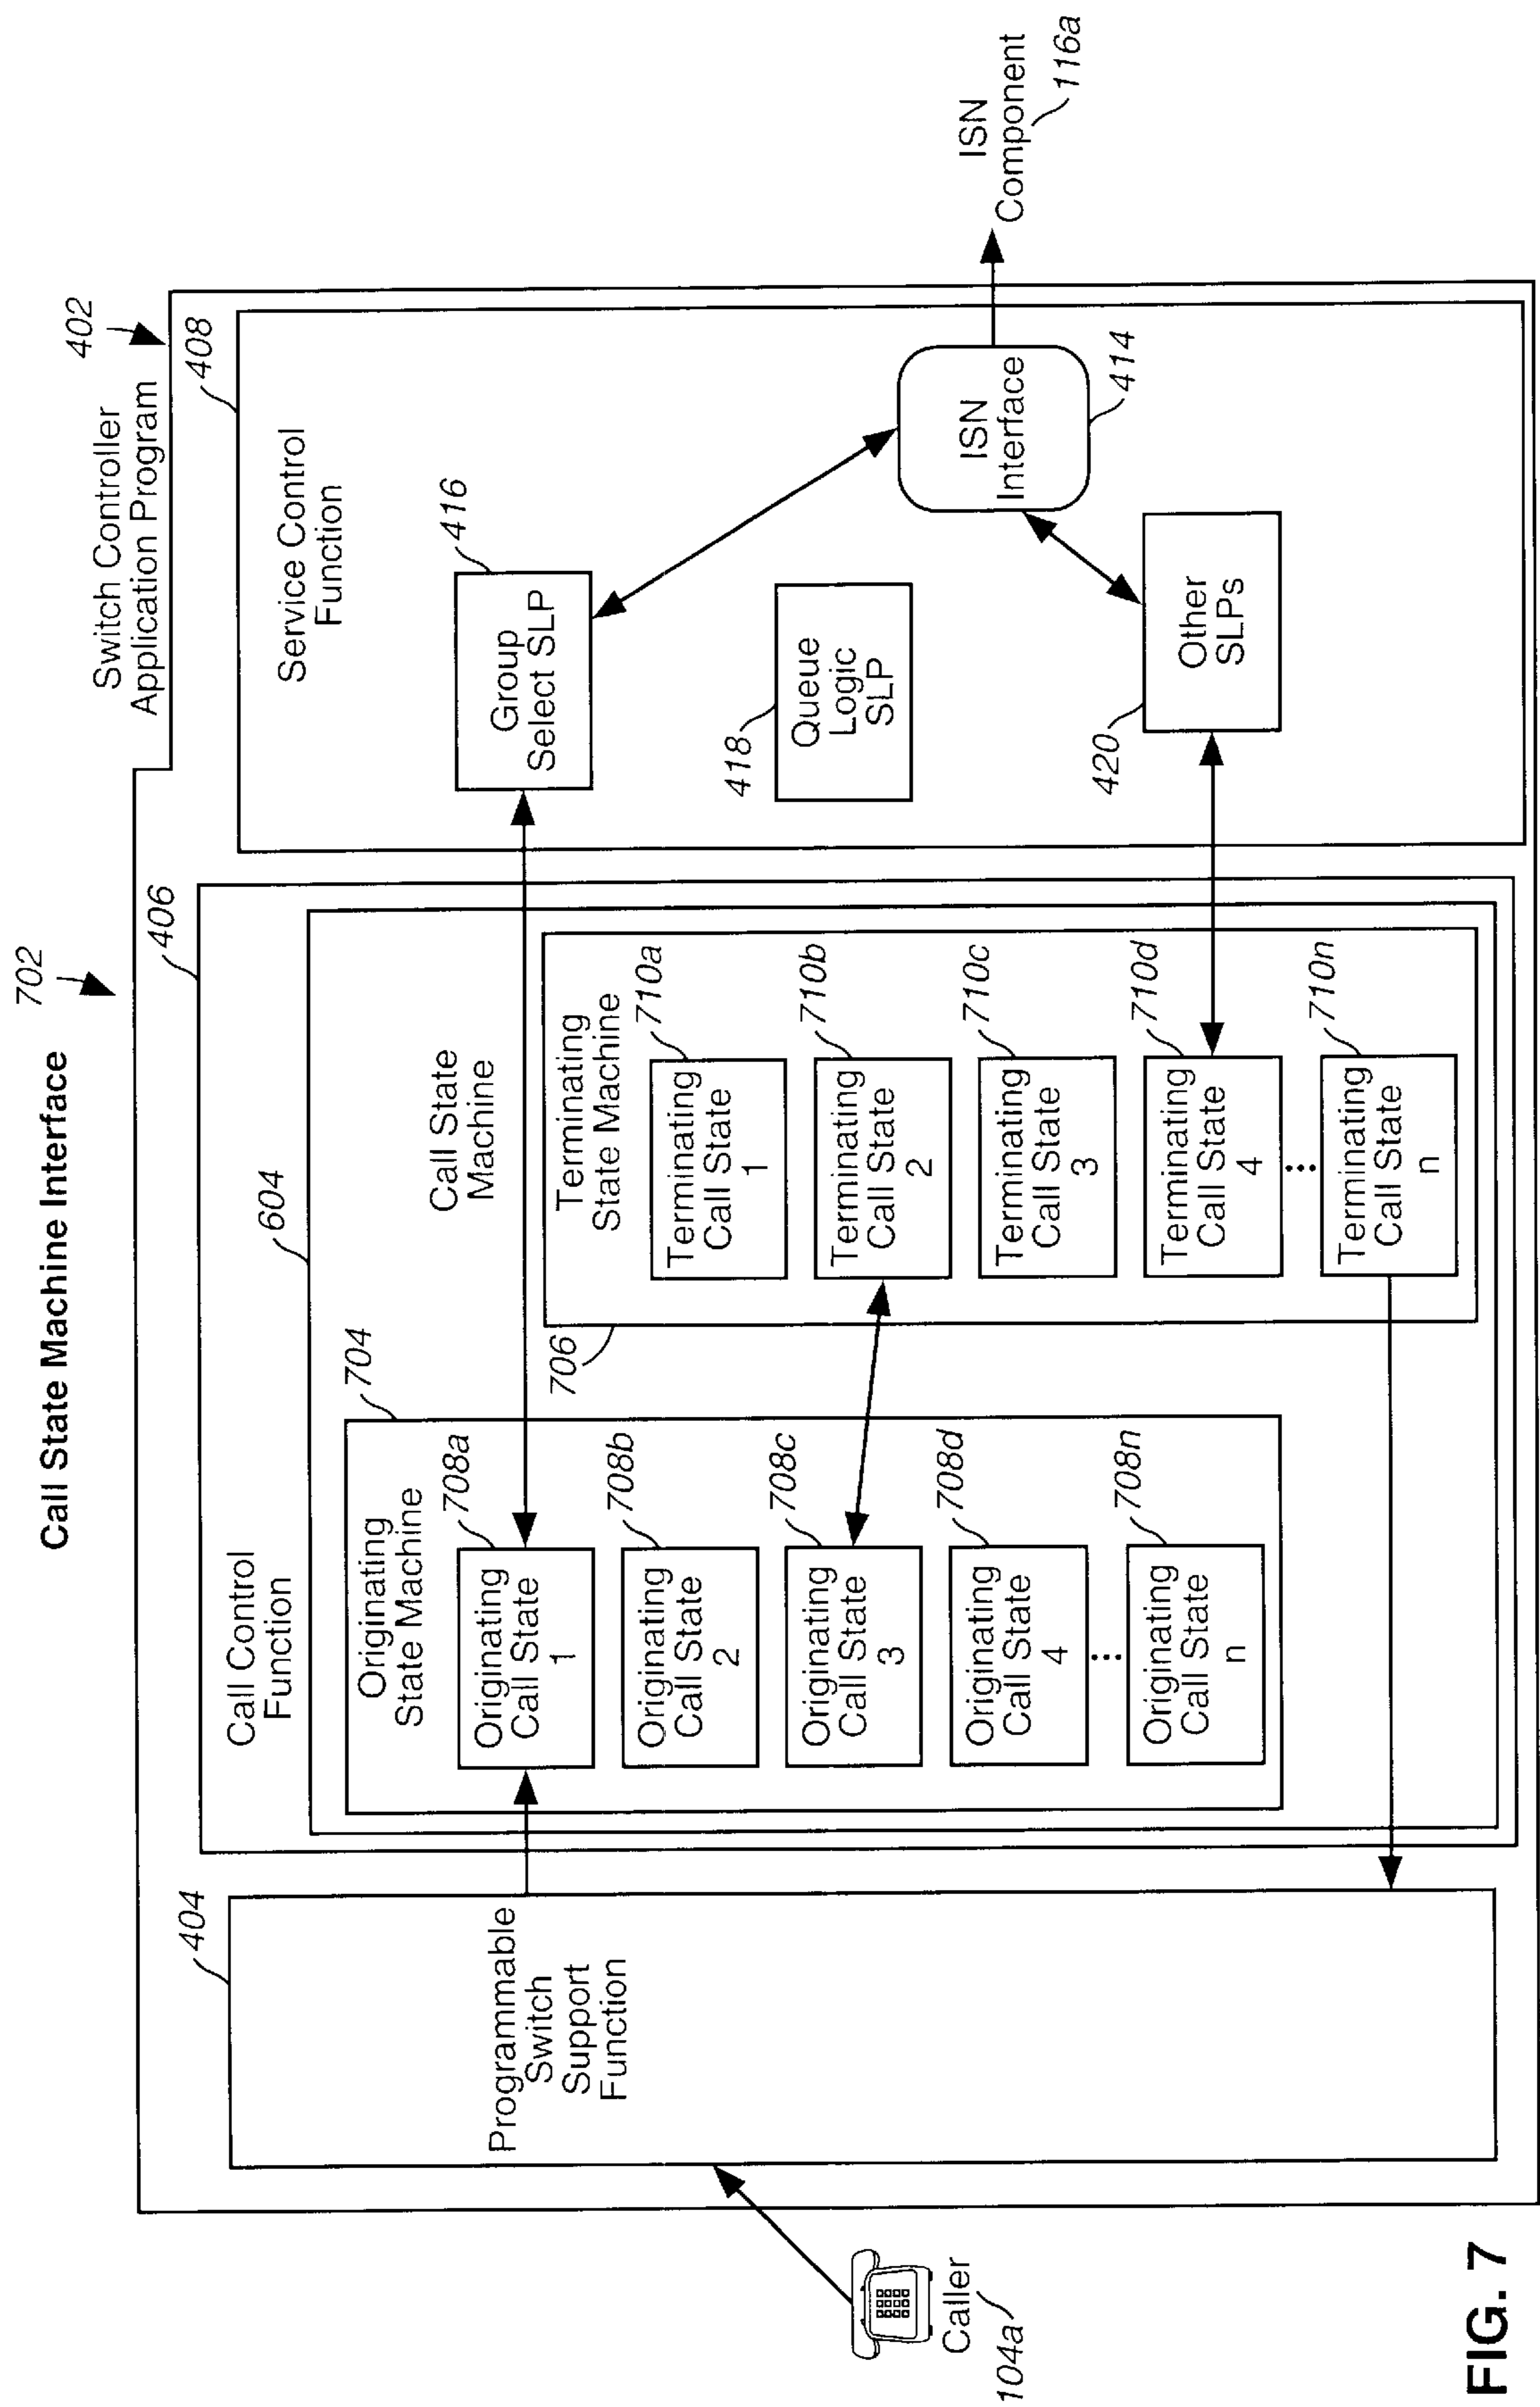 Call State Machine Interface
702
Switch Controller
Application Program
402
404
Programmable
Switch
Support
Function
Call Control
Function
406
604
Call State
Machine
Originating
State Machine
704
Originating
Call State
1
708a
Originating
Call State
2
708b
Originating
Call State
3
708c
Originating
Call State
4
708d
...
Originating
Call State
n
708n
Terminating
State Machine
706
Terminating
Call State
1
710a
Terminating
Call State
2
710b
Terminating
Call State
3
710c
Terminating
Call State
4
710d
...
Terminating
Call State
n
710n
Service Control
Function
408
Group
Select SLP
416
Queue
Logic
SLP
418
Other
SLPs
420
ISN
Interface
414
ISN
Component
116a
Caller
104a
FIG. 7